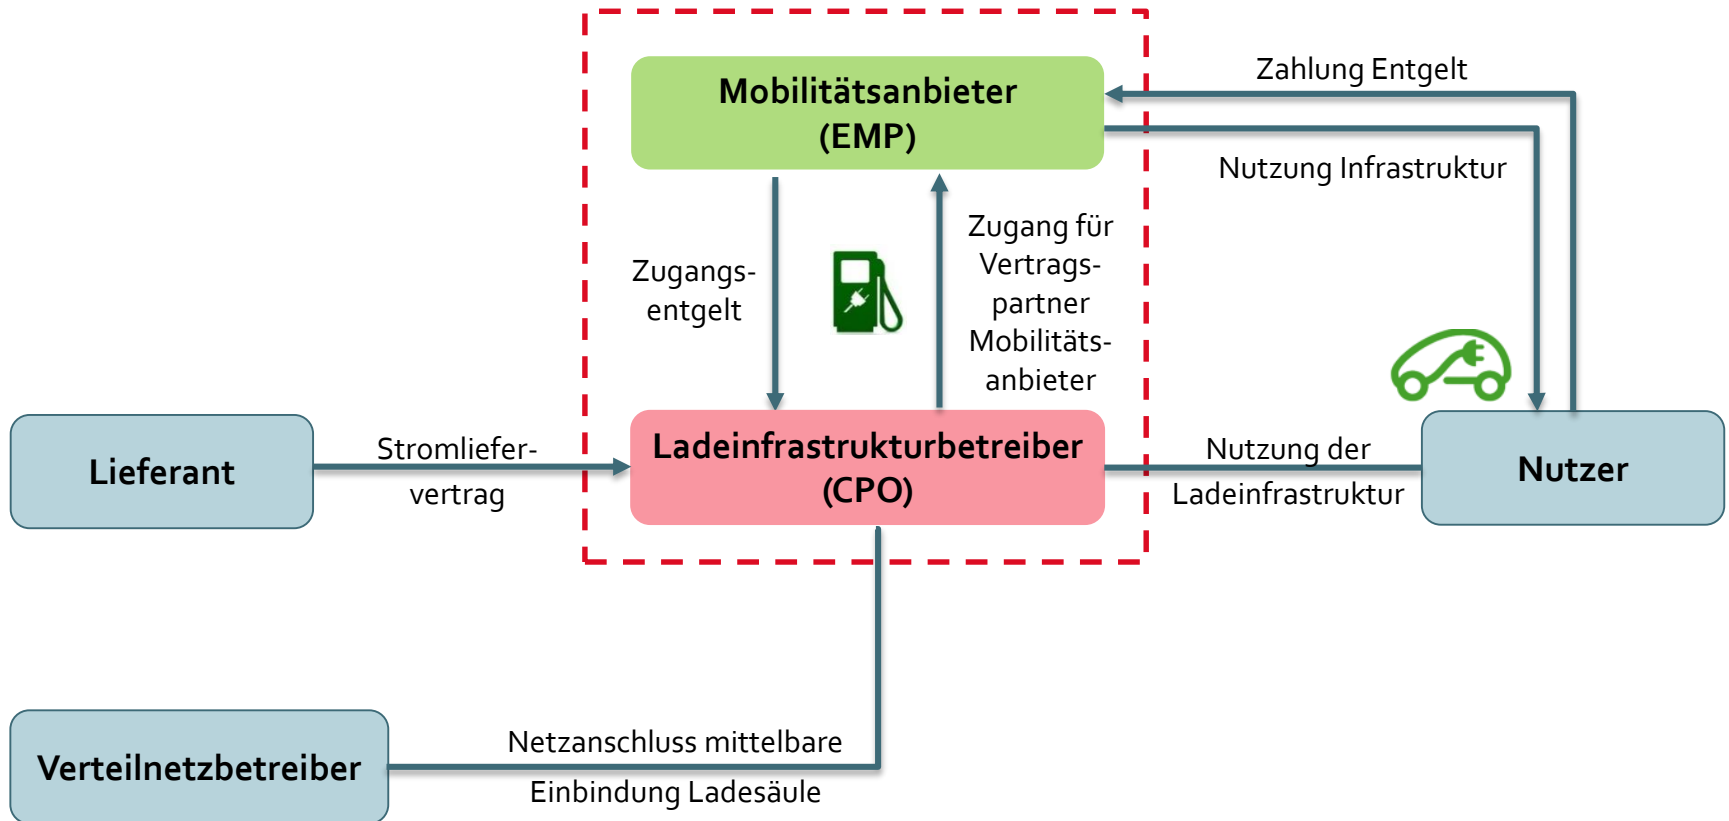 Mobilitätsanbieter
(EMP)
Zahlung Entgelt
Nutzung Infrastruktur
Zugangs-
entgelt
Zugang für
Vertrags-
partner
Mobilitäts-
anbieter
Lieferant
Stromliefer-
vertrag
Ladeinfrastrukturbetreiber
(CPO)
Nutzung der
Ladeinfrastruktur
Nutzer
Verteilnetzbetreiber
Netzanschluss mittelbare
Einbindung Ladesäule